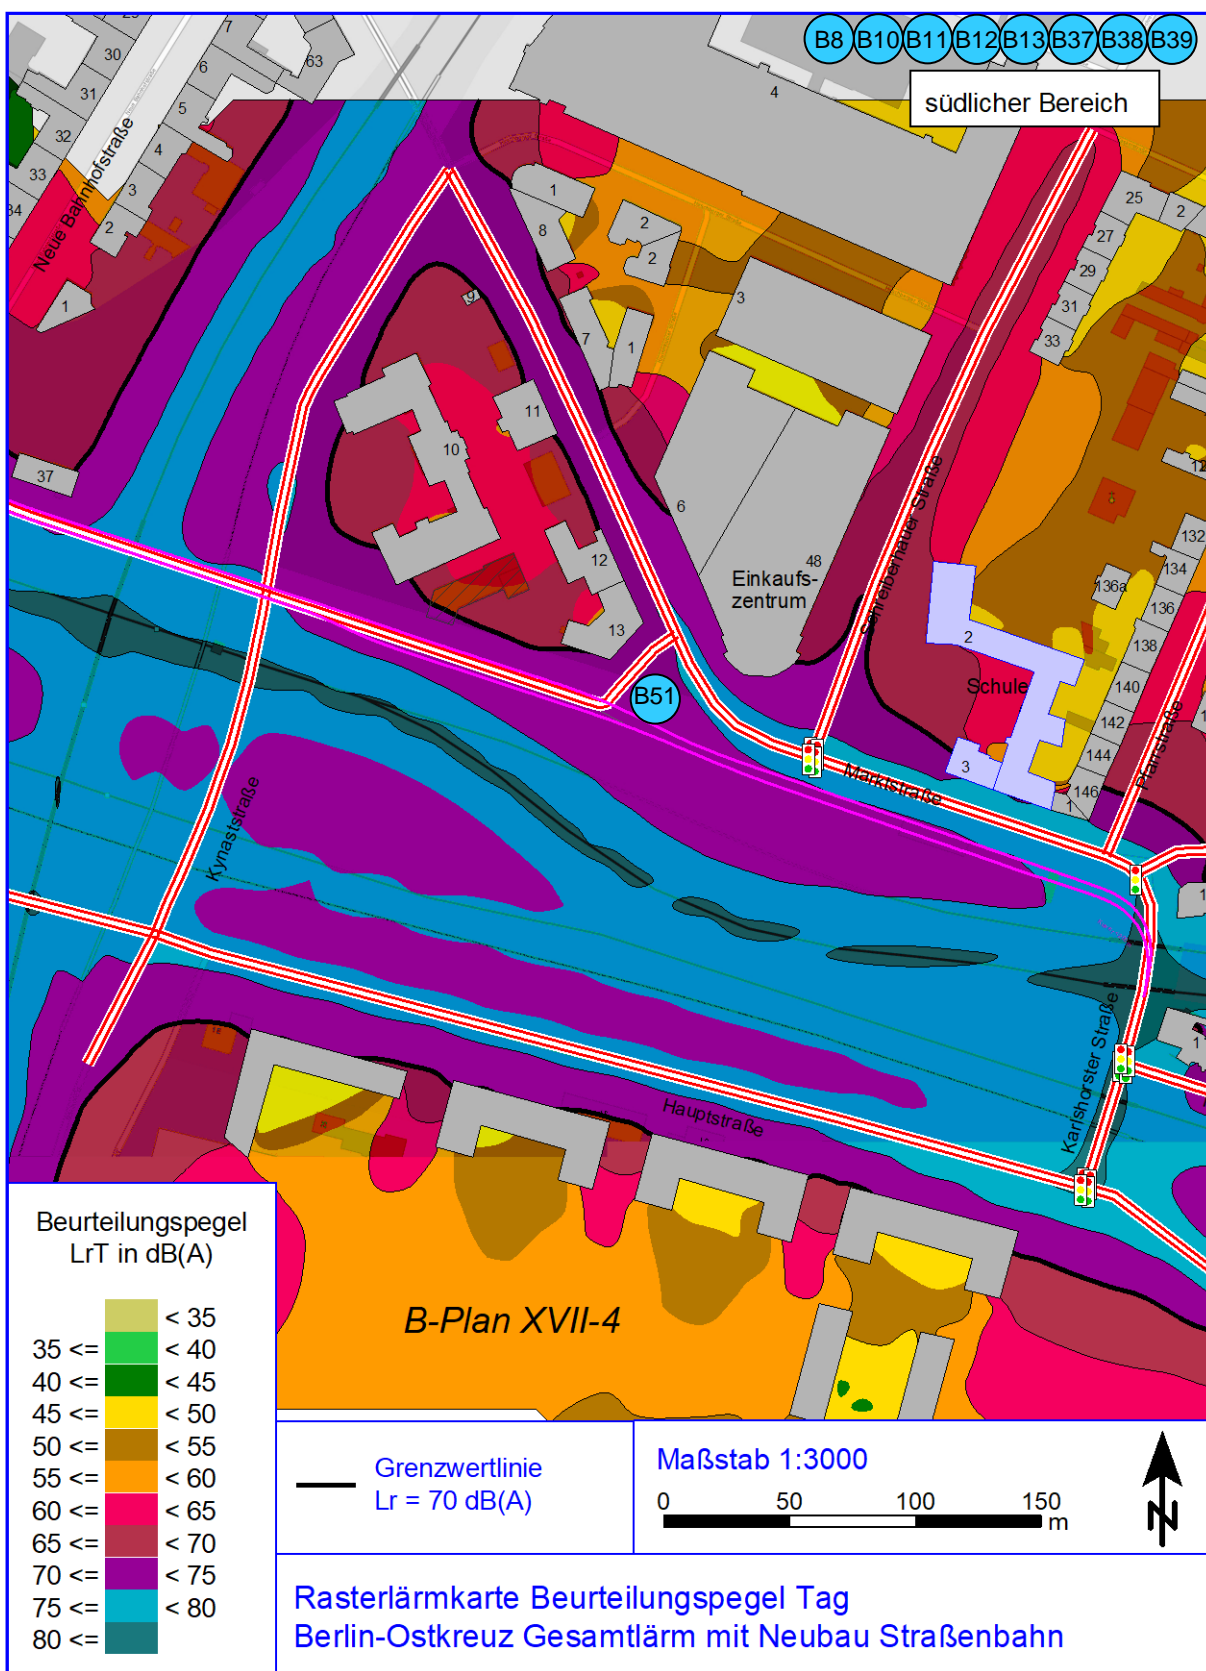 B8 B10 B11 B12 B13 B37 B38 B39
südlicher Bereich
63
7
30
6
31
5
32
4
33
3
34
2
1
Neue Bahnhofstraße
4
1
8
2
2
9
3
7
1
25
2
27
29
31
33
37
11
10
6
12
13
48
Einkaufs-
zentrum
Schreiberhauer Straße
132
134
136a
136
138
140
142
144
146
1
2
Schule
3
Pfarrstraße
B51
Marktstraße
Kynaststraße
1
1
Karlshorster Straße
Hauptstraße
B-Plan XVII-4
Beurteilungspegel
LrT in dB(A)
< 35
35 <= < 40
40 <= < 45
45 <= < 50
50 <= < 55
55 <= < 60
60 <= < 65
65 <= < 70
70 <= < 75
75 <= < 80
80 <=
Grenzwertlinie
Lr = 70 dB(A)
Maßstab 1:3000
0 50 100 150
m
N
Rasterlärmkarte Beurteilungspegel Tag
Berlin-Ostkreuz Gesamtlärm mit Neubau Straßenbahn